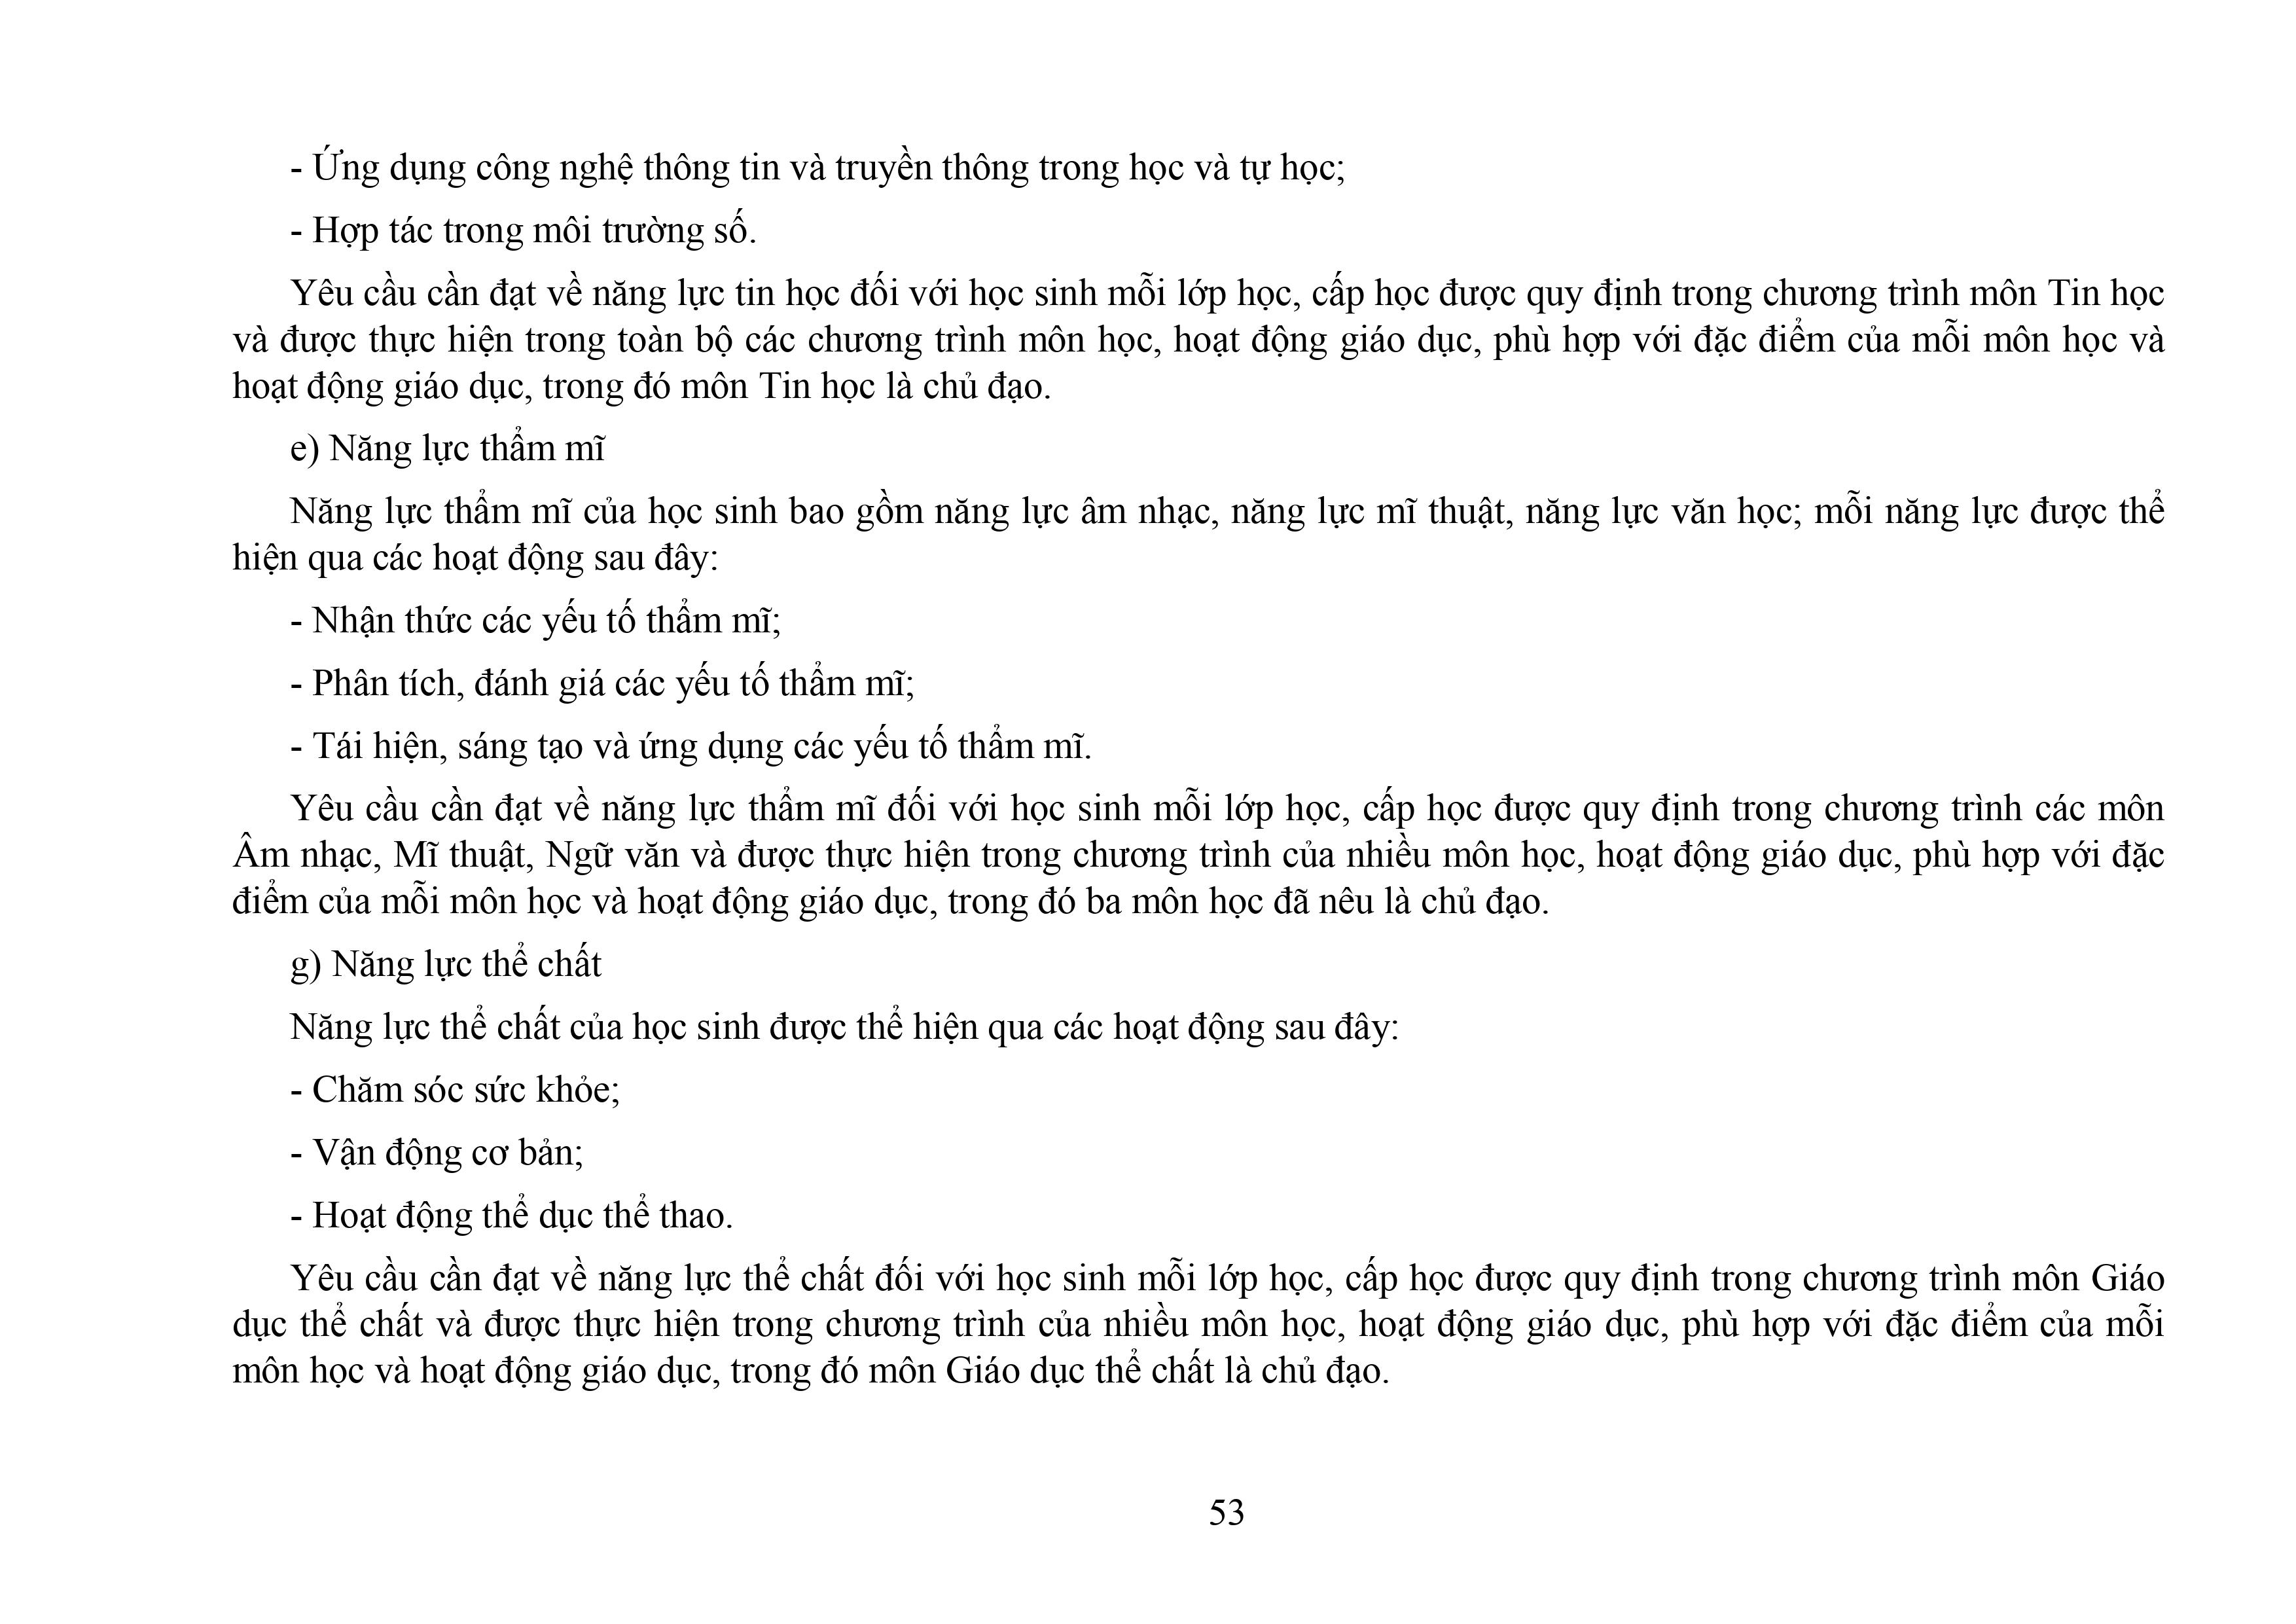 - Ứng dụng công nghệ thông tin và truyền thông trong học và tự học;
- Hợp tác trong môi trường số.
Yêu cầu cần đạt về năng lực tin học đối với học sinh mỗi lớp học, cấp học được quy định trong chương trình môn Tin học
và được thực hiện trong toàn bộ các chương trình môn học, hoạt động giáo dục, phù hợp với đặc điểm của mỗi môn học và
hoạt động giáo dục, trong đó môn Tin học là chủ đạo.
e) Năng lực thẩm mĩ
Năng lực thẩm mĩ của học sinh bao gồm năng lực âm nhạc, năng lực mĩ thuật, năng lực văn học; mỗi năng lực được thể
hiện qua các hoạt động sau đây:
- Nhận thức các yếu tố thẩm mĩ;
- Phân tích, đánh giá các yếu tố thẩm mĩ;
- Tái hiện, sáng tạo và ứng dụng các yếu tố thẩm mĩ.
Yêu cầu cần đạt về năng lực thẩm mĩ đối với học sinh mỗi lớp học, cấp học được quy định trong chương trình các môn
Âm nhạc, Mĩ thuật, Ngữ văn và được thực hiện trong chương trình của nhiều môn học, hoạt động giáo dục, phù hợp với đặc
điểm của mỗi môn học và hoạt động giáo dục, trong đó ba môn học đã nêu là chủ đạo.
g) Năng lực thể chất
Năng lực thể chất của học sinh được thể hiện qua các hoạt động sau đây:
- Chăm sóc sức khỏe;
- Vận động cơ bản;
- Hoạt động thể dục thể thao.
Yêu cầu cần đạt về năng lực thể chất đối với học sinh mỗi lớp học, cấp học được quy định trong chương trình môn Giáo
dục thể chất và được thực hiện trong chương trình của nhiều môn học, hoạt động giáo dục, phù hợp với đặc điểm của mỗi
môn học và hoạt động giáo dục, trong đó môn Giáo dục thể chất là chủ đạo.
53